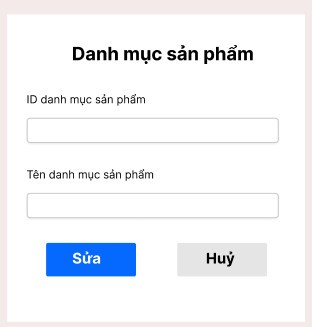 Danh mục sản phẩm
ID danh mục sản phẩm
Tên danh mục sản phẩm
Sửa
Huỷ